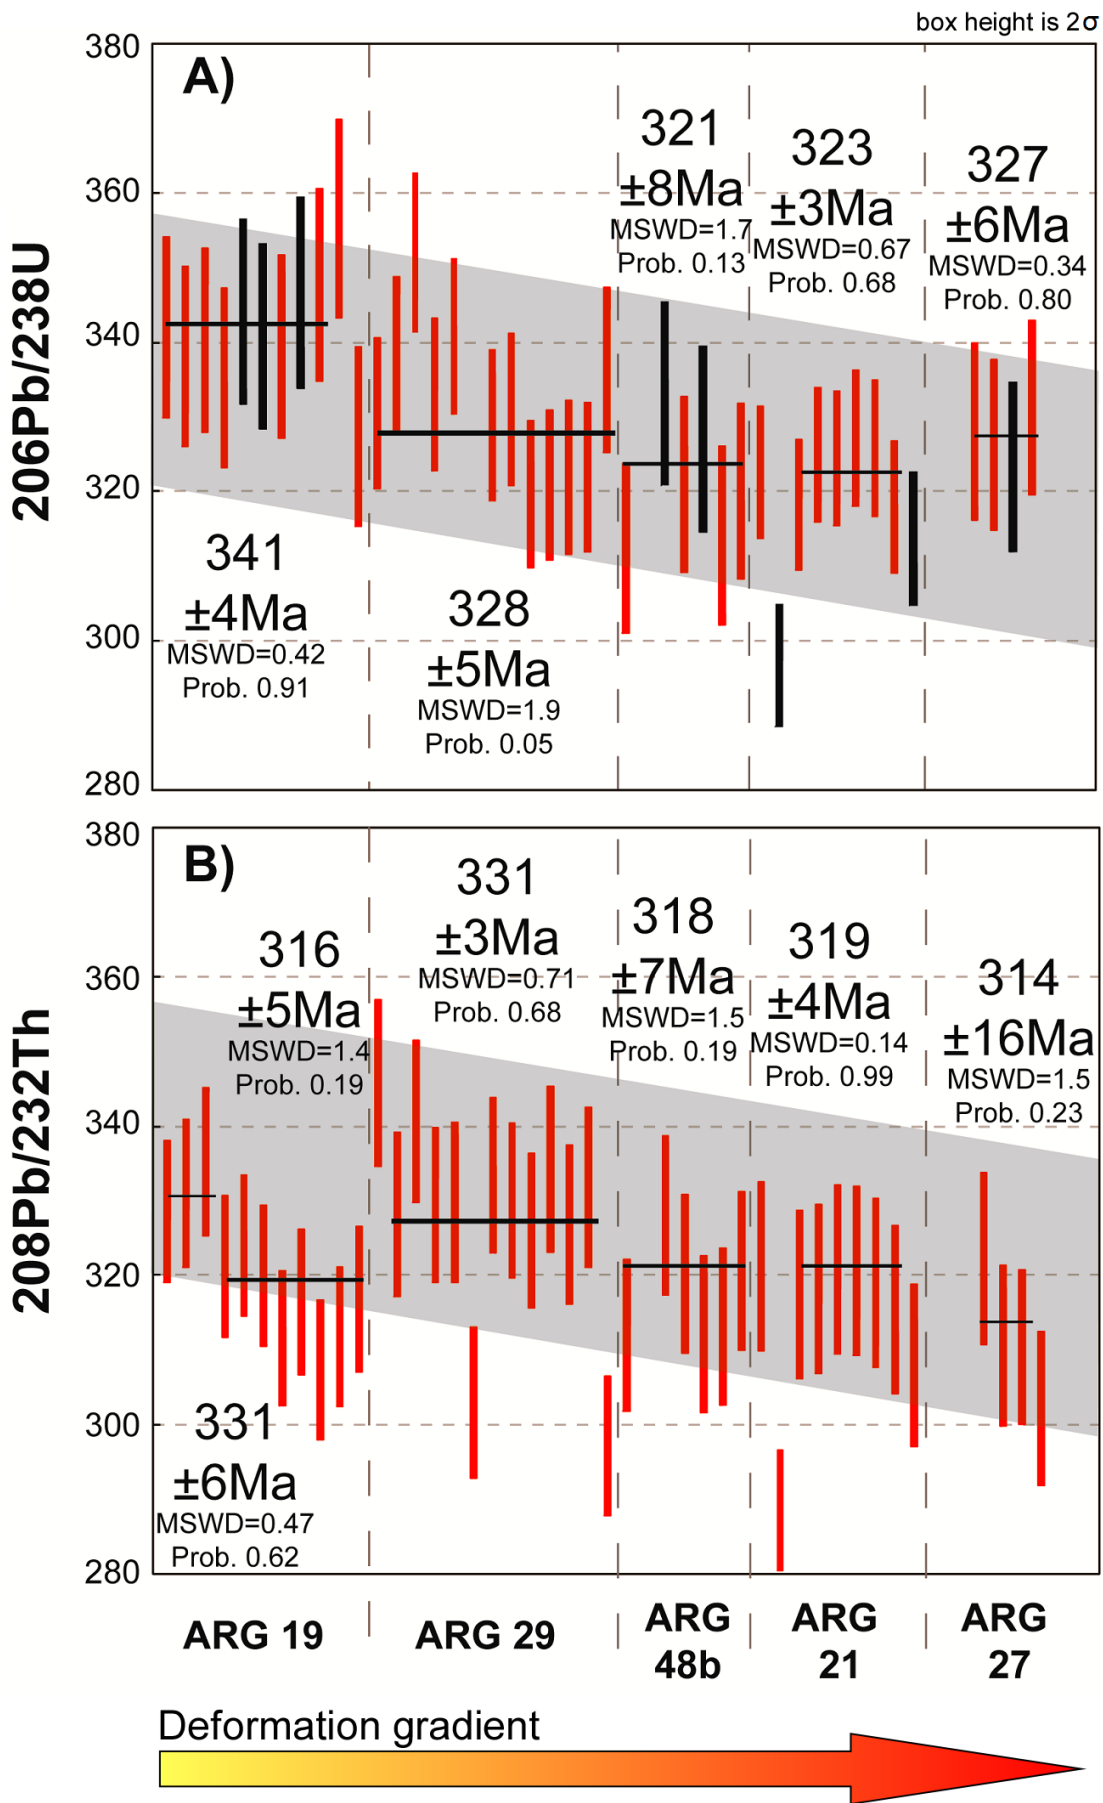 box height is 2σ
380
A)
360
340
320
300
280
206Pb/238U
341
±4Ma
MSWD=0.42
Prob. 0.91
328
±5Ma
MSWD=1.9
Prob. 0.05
321
±8Ma
MSWD=1.7
Prob. 0.13
323
±3Ma
MSWD=0.67
Prob. 0.68
327
±6Ma
MSWD=0.34
Prob. 0.80
380
B)
360
340
320
300
280
208Pb/232Th
316
±5Ma
MSWD=1.4
Prob. 0.19
331
±6Ma
MSWD=0.47
Prob. 0.62
331
±3Ma
MSWD=0.71
Prob. 0.68
318
±7Ma
MSWD=1.5
Prob. 0.19
319
±4Ma
MSWD=0.14
Prob. 0.99
314
±16Ma
MSWD=1.5
Prob. 0.23
ARG 19
ARG 29
ARG
48b
ARG
21
ARG
27
Deformation gradient